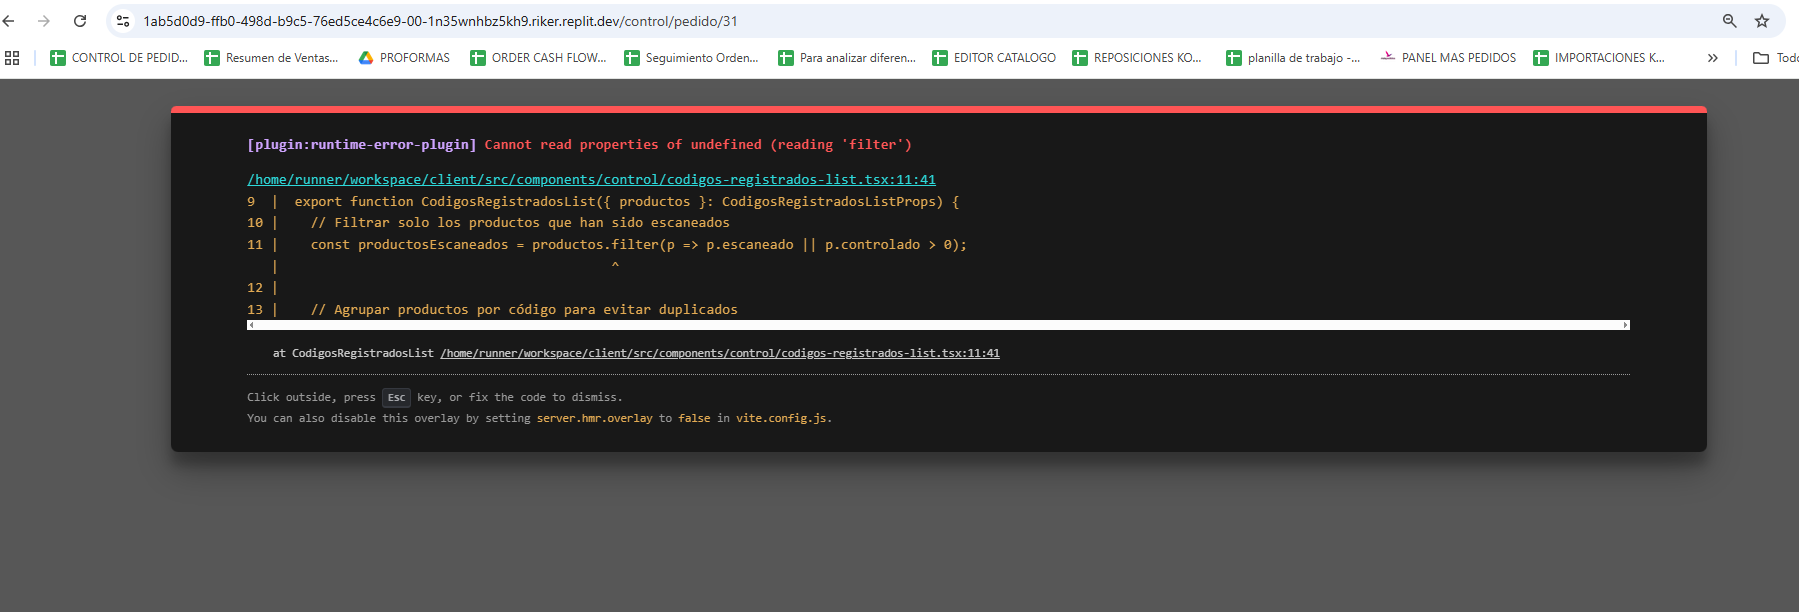 1ab5d0d9-ffb0-498d-b9c5-76ed5ce4c6e9-00-1n35wnhbz5kh9.riker.replit.dev/control/pedido/31
CONTROL DE PEDID... Resumen de Ventas... PROFORMAS ORDER CASH FLOW... Seguimiento Orden... Para analizar diferen... EDITOR CATALOGO REPOSICIONES KO... planilla de trabajo -... PANEL MAS PEDIDOS IMPORTACIONES K... » Todo
[plugin:runtime-error-plugin] Cannot read properties of undefined (reading 'filter')
/home/runner/workspace/client/src/components/control/codigos-registrados-list.tsx:11:41
9  |  export function CodigosRegistradosList({ productos }: CodigosRegistradosListProps) {
10 |    // Filtrar solo los productos que han sido escaneados
11 |    const productosEscaneados = productos.filter(p => p.escaneado || p.controlado > 0);
   |                                          ^
12 |
13 |    // Agrupar productos por código para evitar duplicados
at CodigosRegistradosList /home/runner/workspace/client/src/components/control/codigos-registrados-list.tsx:11:41
Click outside, press Esc key, or fix the code to dismiss.
You can also disable this overlay by setting server.hmr.overlay to false in vite.config.js.